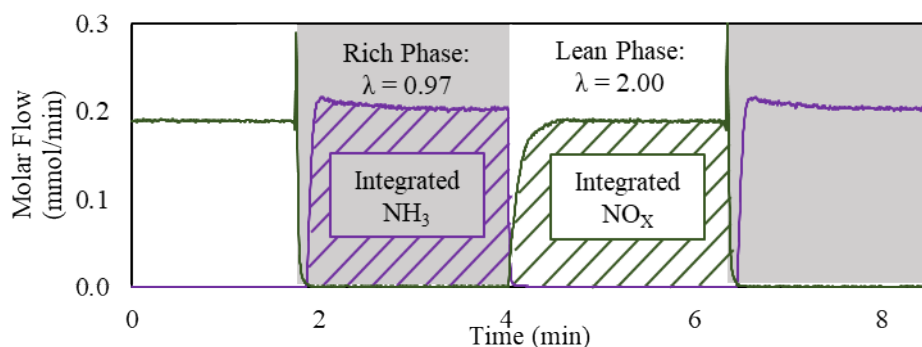 0.3
Rich Phase:
λ = 0.97
Lean Phase:
λ = 2.00
0.2
0.1
0.0
Molar Flow
(mmol/min)
Integrated
NH₃
Integrated
NOₓ
0
2
4
6
8
Time (min)